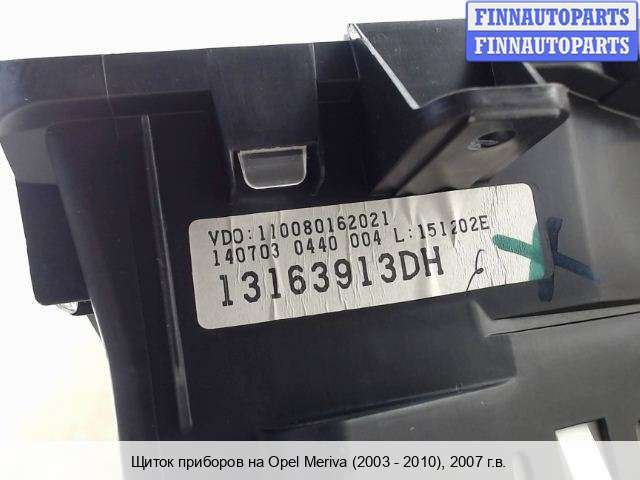 FINNAUTOPARTS
FINNAUTOPARTS
VDO:110080162021
140703 0440 004 L:151202E
13163913DH
Щиток приборов на Opel Meriva (2003 - 2010), 2007 г.в.